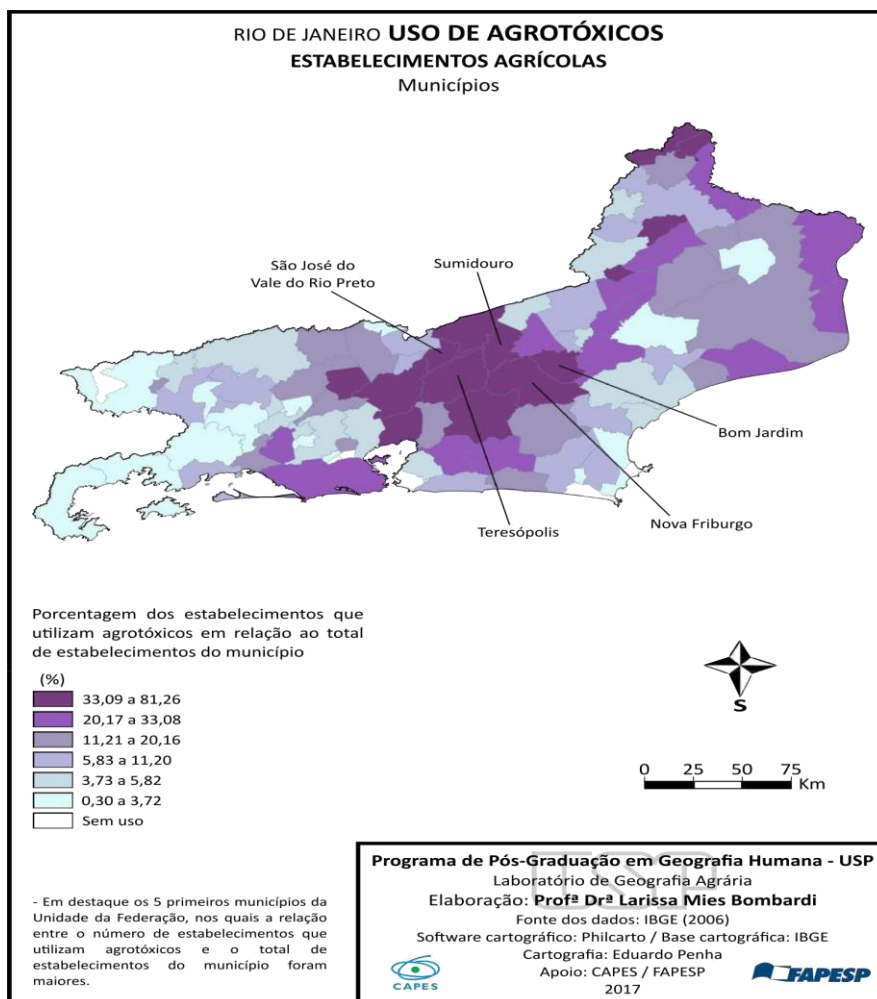 RIO DE JANEIRO USO DE AGROTÓXICOS
ESTABELECIMENTOS AGRÍCOLAS
Municípios
São José do
Vale do Rio Preto
Sumidouro
Bom Jardim
Nova Friburgo
Teresópolis
Porcentagem dos estabelecimentos que
utilizam agrotóxicos em relação ao total
de estabelecimentos do município
(%)
33,09 a 81,26
20,17 a 33,08
11,21 a 20,16
5,83 a 11,20
3,73 a 5,82
0,30 a 3,72
Sem uso
S
0 25 50 75
Km
- Em destaque os 5 primeiros municípios da
Unidade da Federação, nos quais a relação
entre o número de estabelecimentos que
utilizam agrotóxicos e o total de
estabelecimentos do município foram
maiores.
USP
Programa de Pós-Graduação em Geografia Humana - USP
Laboratório de Geografia Agrária
Elaboração: Profª Drª Larissa Mies Bombardi
Fonte dos dados: IBGE (2006)
Software cartográfico: Philcarto / Base cartográfica: IBGE
Cartografia: Eduardo Penha
Apoio: CAPES / FAPESP
2017
CAPES
FAPESP